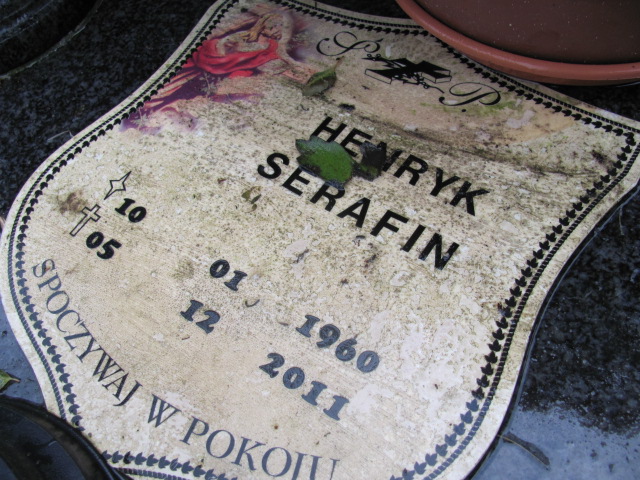 S P
HENRYK
SERAFIN
10 01 1960
05 12 2011
SPOCZYWAJ W POKOJU